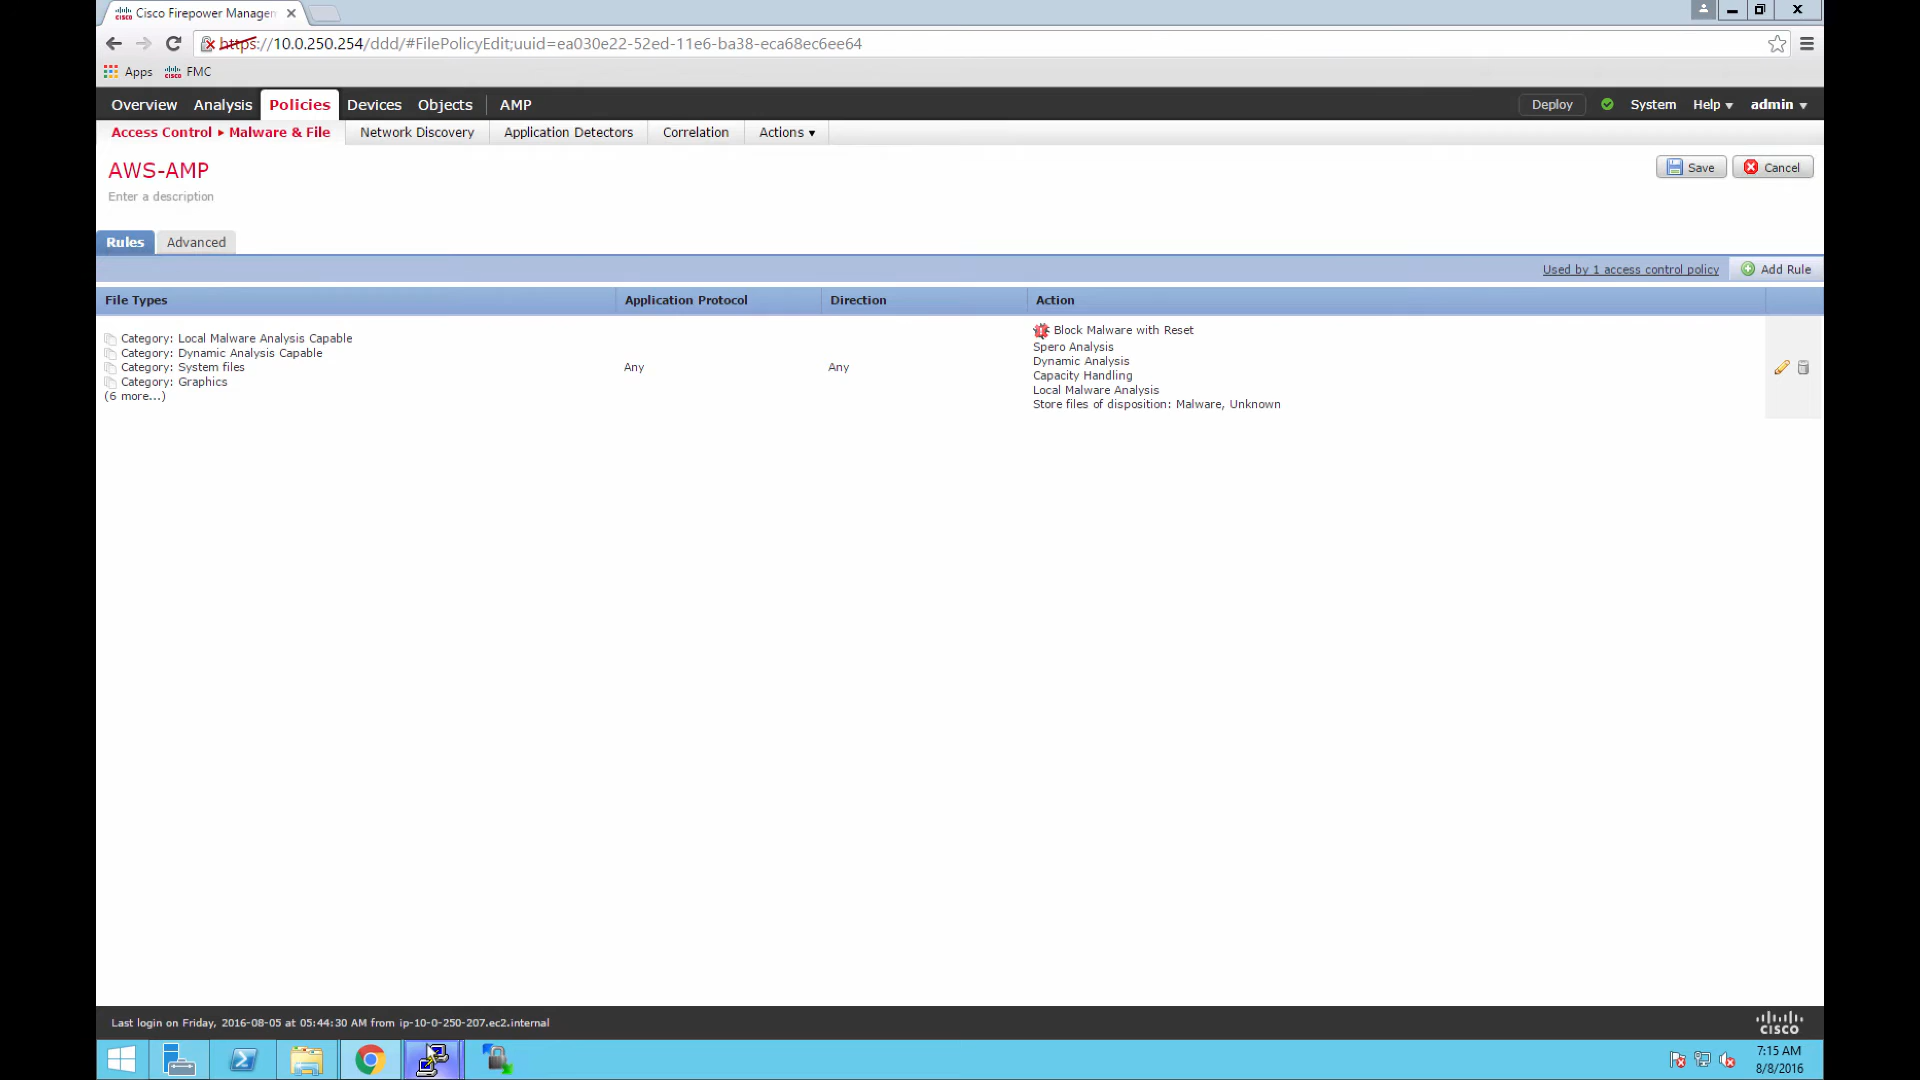 Cisco Firepower Managen
https://10.0.250.254/ddd/#FilePolicyEdit;uuid=ea030e22-52ed-11e6-ba38-eca68ec6ee64
Apps FMC
Overview Analysis Policies Devices Objects AMP Deploy System Help admin
Access Control Malware & File Network Discovery Application Detectors Correlation Actions
AWS-AMP
Save Cancel
Enter a description
Rules Advanced
Used by 1 access control policy Add Rule
File Types Application Protocol Direction Action
Block Malware with Reset
Category: Local Malware Analysis Capable
Spero Analysis
Category: Dynamic Analysis Capable
Dynamic Analysis
Category: System files Any Any
Capacity Handling
Category: Graphics
Local Malware Analysis
(6 more...)
Store files of disposition: Malware, Unknown
Last login on Friday, 2016-08-05 at 05:44:30 AM from ip-10-0-250-207.ec2.internal
CISCO
7:15 AM
8/8/2016